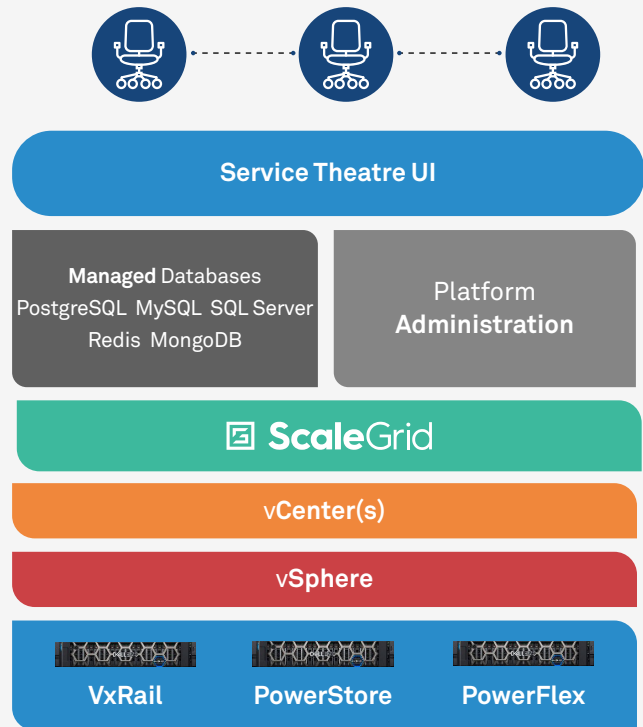 Service Theatre UI
Managed Databases
PostgreSQL MySQL SQL Server
Redis MongoDB
Platform
Administration
ScaleGrid
vCenter(s)
vSphere
VxRail PowerStore PowerFlex